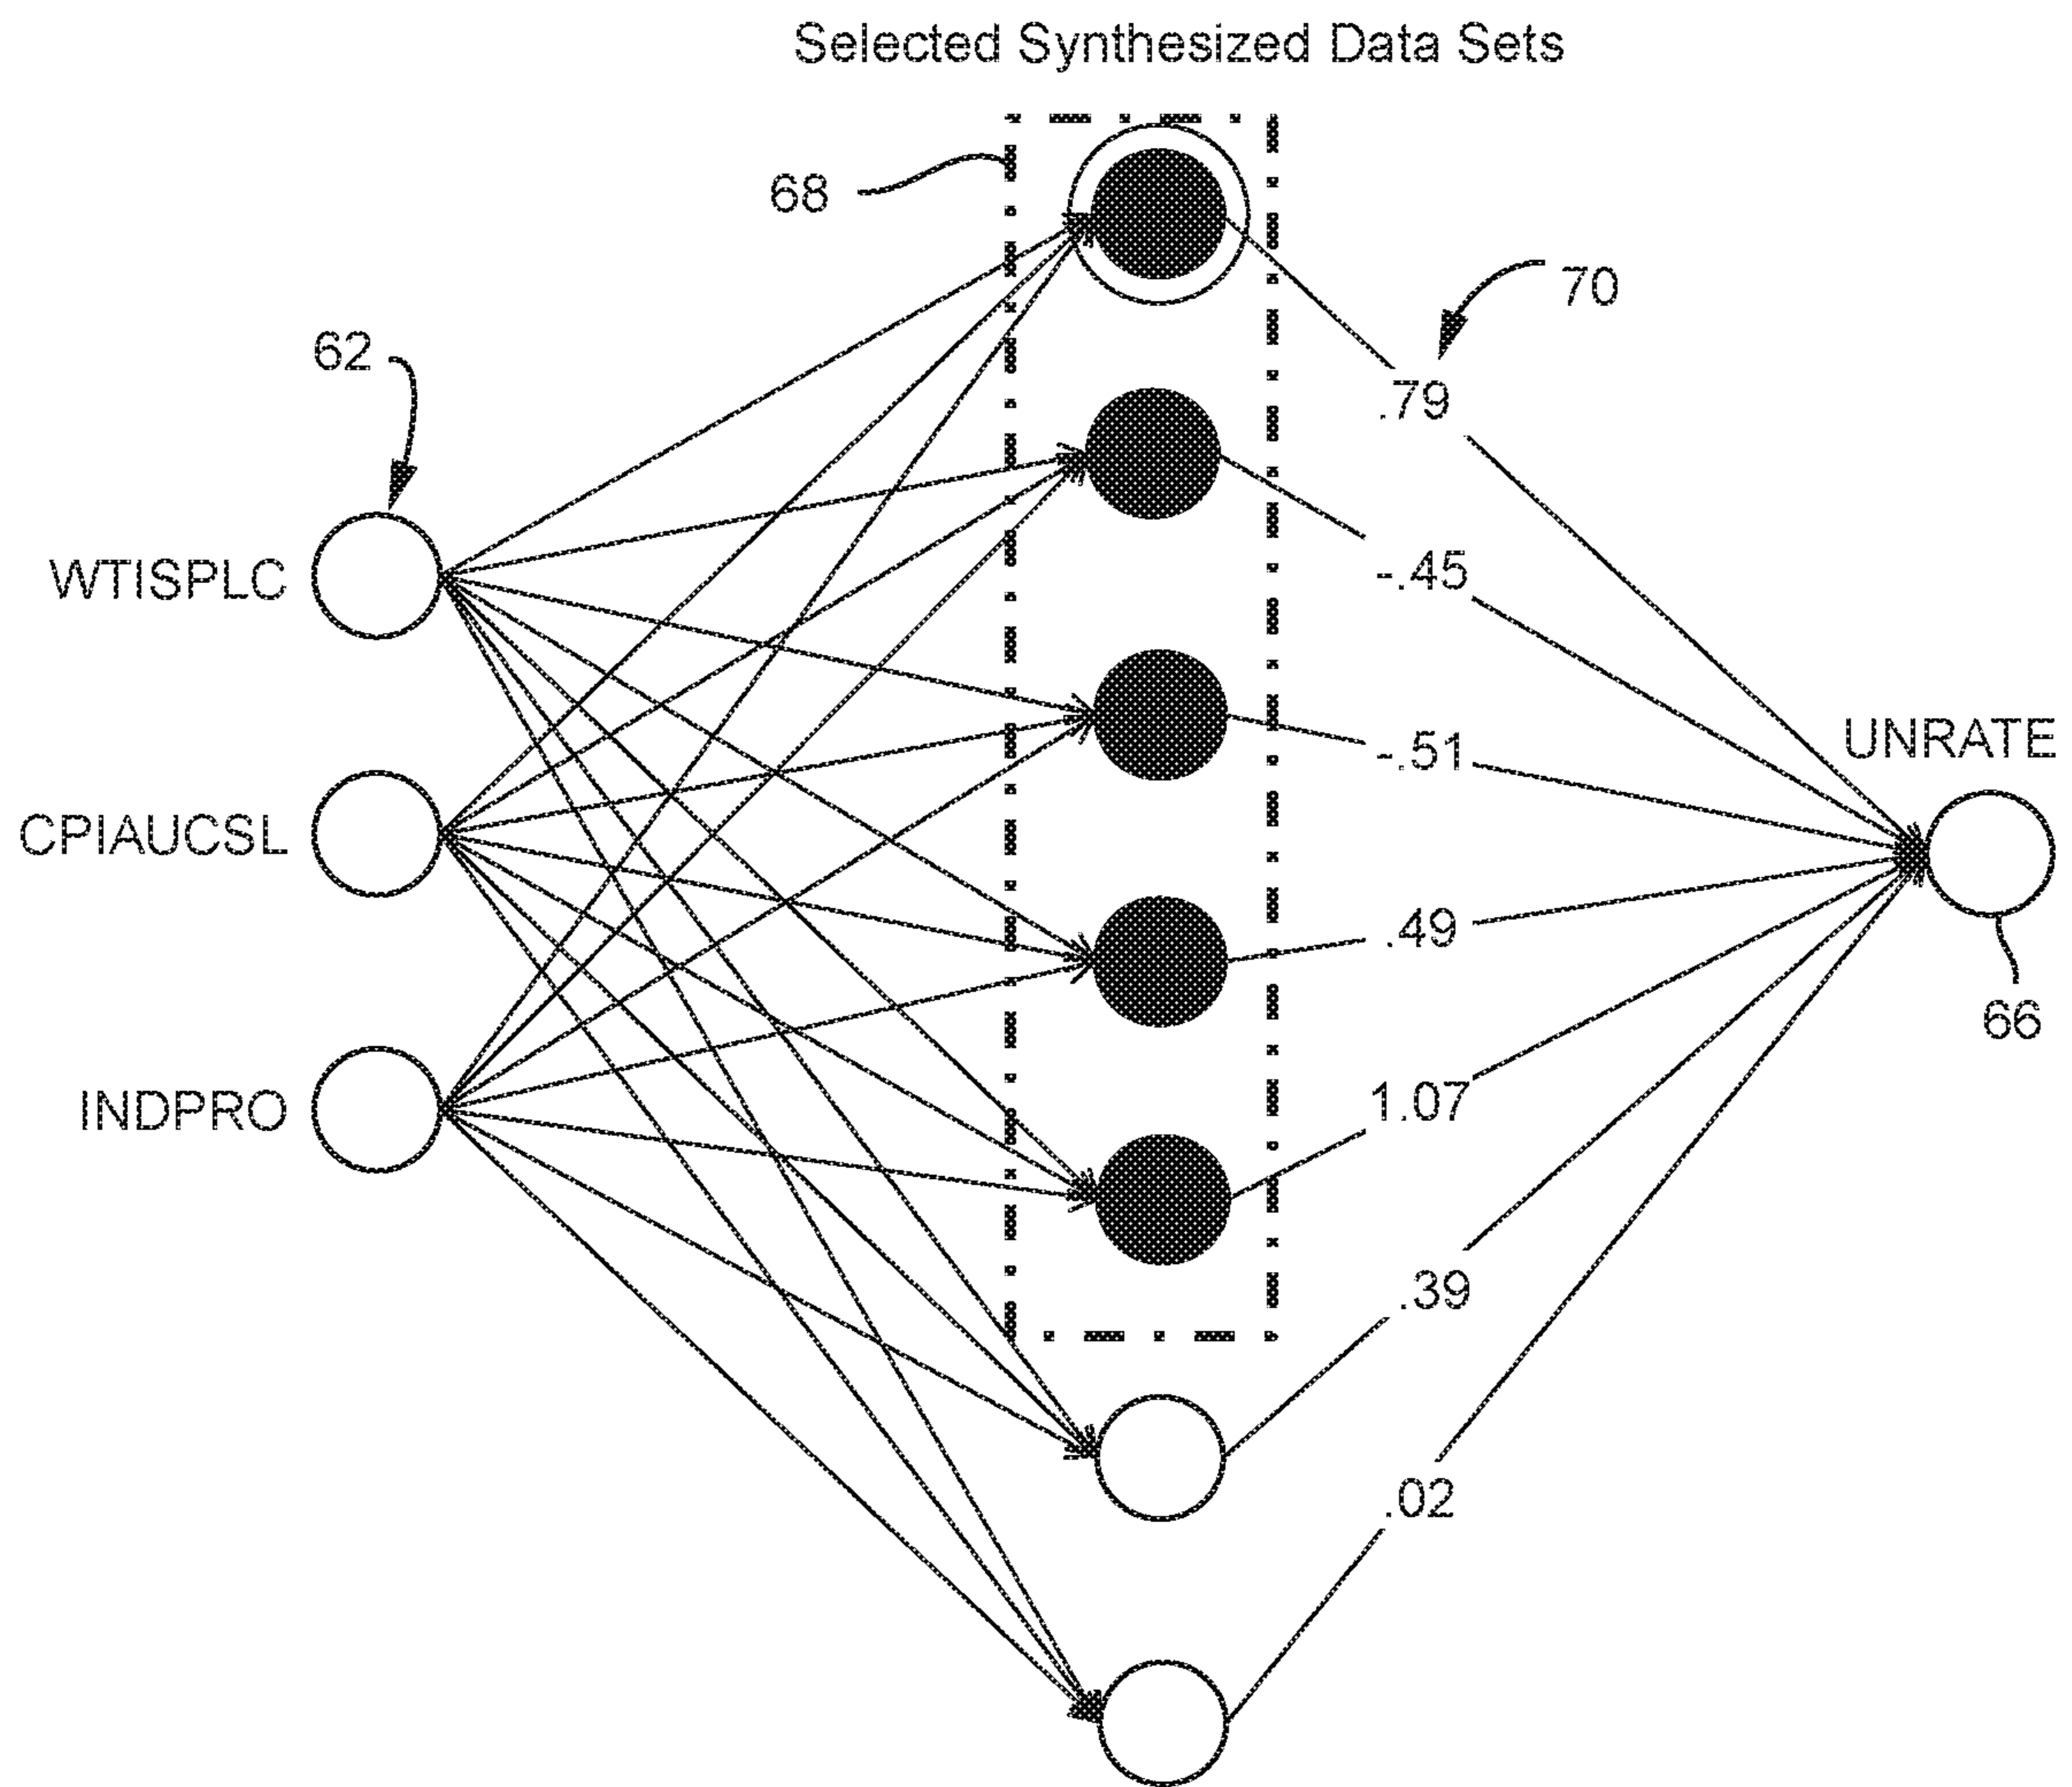 Selected Synthesized Data Sets
68
70
62
.79
-.45
WTISPLC
-.51
UNRATE
CPIAUCSL
.49
66
INDPRO
1.07
.39
.02